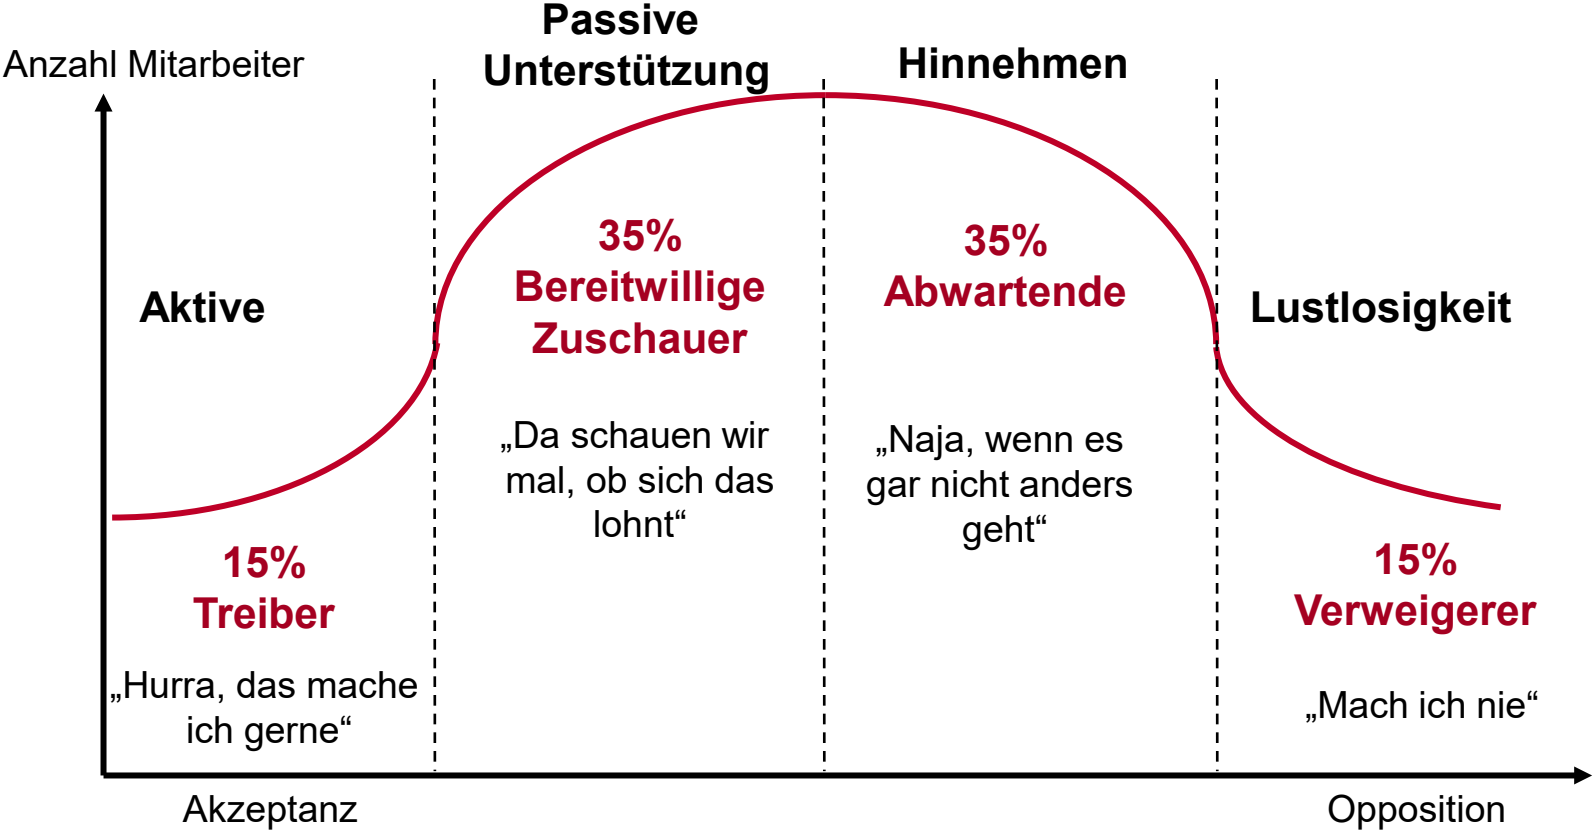 Anzahl Mitarbeiter
Passive
Unterstützung
Hinnehmen
Aktive
35%
Bereitwillige
Zuschauer
35%
Abwartende
Lustlosigkeit
„Da schauen wir
mal, ob sich das
lohnt“
„Naja, wenn es
gar nicht anders
geht“
15%
Treiber
„Hurra, das mache
ich gerne“
15%
Verweigerer
„Mach ich nie“
Akzeptanz
Opposition